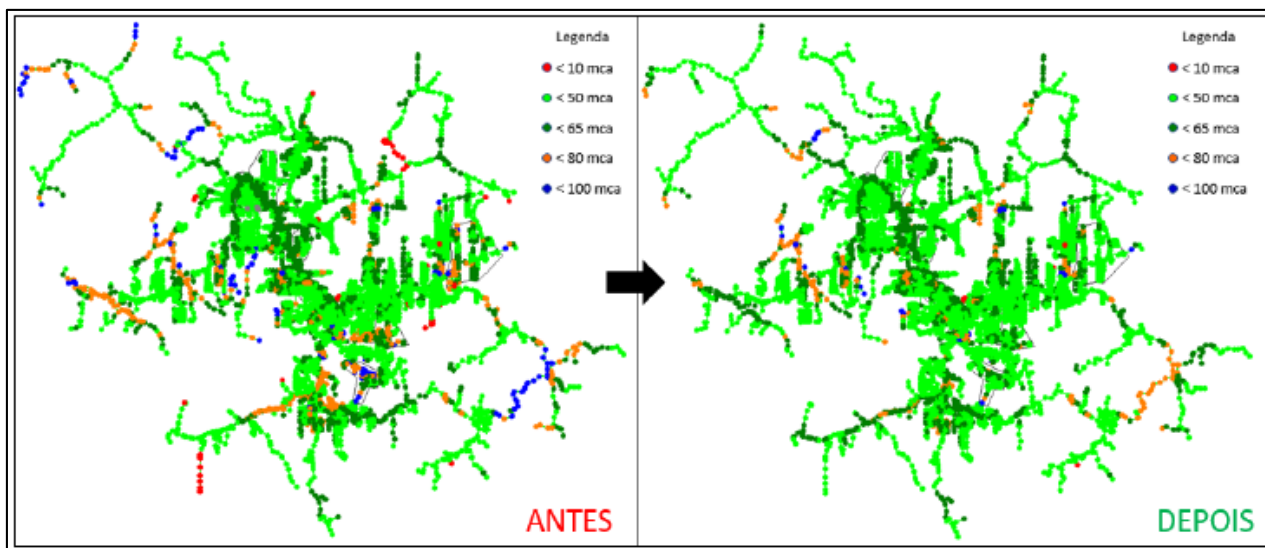 Legenda
< 10 mca
< 50 mca
< 65 mca
< 80 mca
< 100 mca
ANTES
Legenda
< 10 mca
< 50 mca
< 65 mca
< 80 mca
< 100 mca
DEPOIS